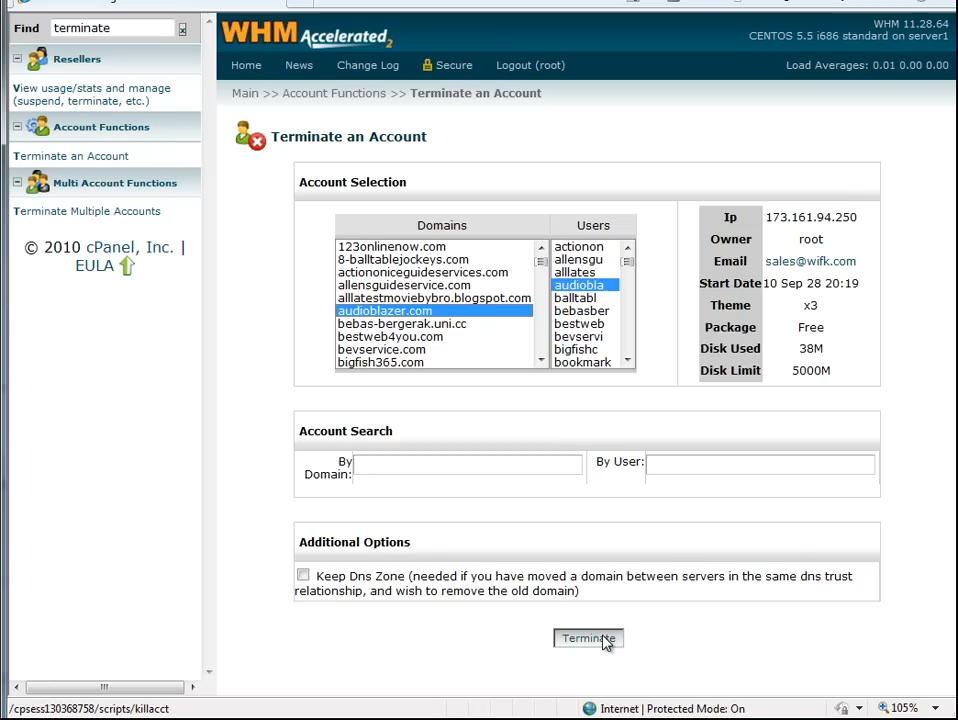 Find terminate
WHM Accelerated2
WHM 11.28.64
CENTOS 5.5 i686 standard on server1
Home News Change Log Secure Logout (root) Load Averages: 0.01 0.00 0.00
Resellers
View usage/stats and manage
(suspend, terminate, etc.)
Account Functions
Terminate an Account
Multi Account Functions
Terminate Multiple Accounts
© 2010 cPanel, Inc. |
EULA
Main >> Account Functions >> Terminate an Account
Terminate an Account
Account Selection
Domains
123onlinenow.com
8-balltablejockeys.com
actiononiceguideservices.com
allensguideservice.com
alllatestmoviebybro.blogspot.com
audioblazer.com
bebas-bergerak.uni.cc
bestweb4you.com
bevservice.com
bigfish365.com
Users
actionon
allensgu
alllates
audiobla
balltabl
bebasber
bestweb
bevservi
bigfishc
bookmark
Ip 173.161.94.250
Owner root
Email sales@wifk.com
Start Date 10 Sep 28 20:19
Theme x3
Package Free
Disk Used 38M
Disk Limit 5000M
Account Search
By
Domain:
By User:
Additional Options
Keep Dns Zone (needed if you have moved a domain between servers in the same dns trust
relationship, and wish to remove the old domain)
Terminate
/cpsess130368758/scripts/killacct
Internet | Protected Mode: On
105%